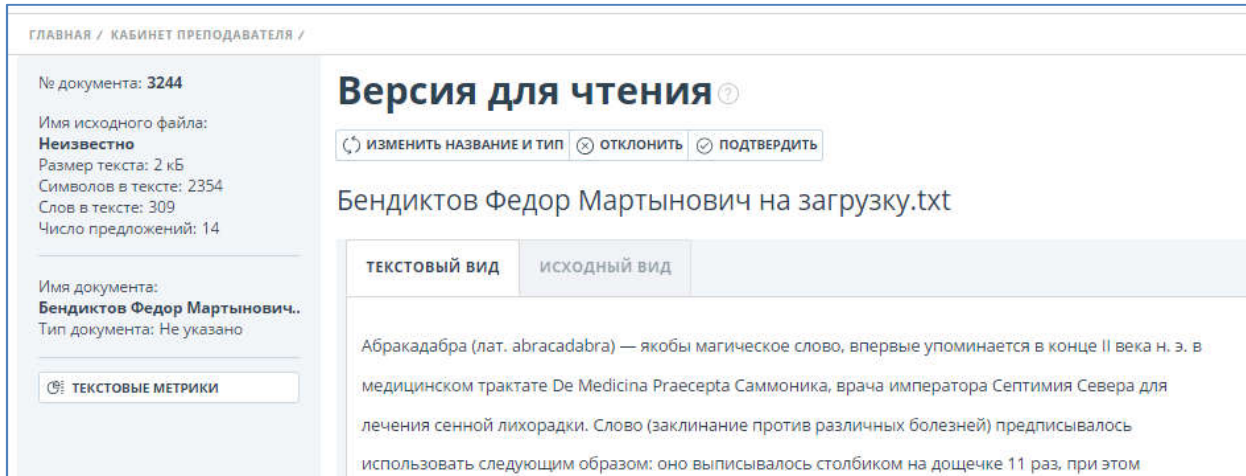 ГЛАВНАЯ / КАБИНЕТ ПРЕПОДАВАТЕЛЯ /
№ документа: 3244
Имя исходного файла:
Неизвестно
Размер текста: 2 кБ
Символов в тексте: 2354
Слов в тексте: 309
Число предложений: 14
Имя документа:
Бендиктов Федор Мартынович..
Тип документа: Не указано
ТЕКСТОВЫЕ МЕТРИКИ
Версия для чтения ?
ИЗМЕНИТЬ НАЗВАНИЕ И ТИП ОТКЛОНИТЬ ПОДТВЕРДИТЬ
Бендиктов Федор Мартынович на загрузку.txt
ТЕКСТОВЫЙ ВИД ИСХОДНЫЙ ВИД
Абракадабра (лат. abracadabra) — якобы магическое слово, впервые упоминается в конце II века н. э. в
медицинском трактате De Medicina Praecepta Саммоника, врача императора Септимия Севера для
лечения сенной лихорадки. Слово (заклинание против различных болезней) предписывалось
использовать следующим образом: оно выписывалось столбиком на дощечке 11 раз, при этом